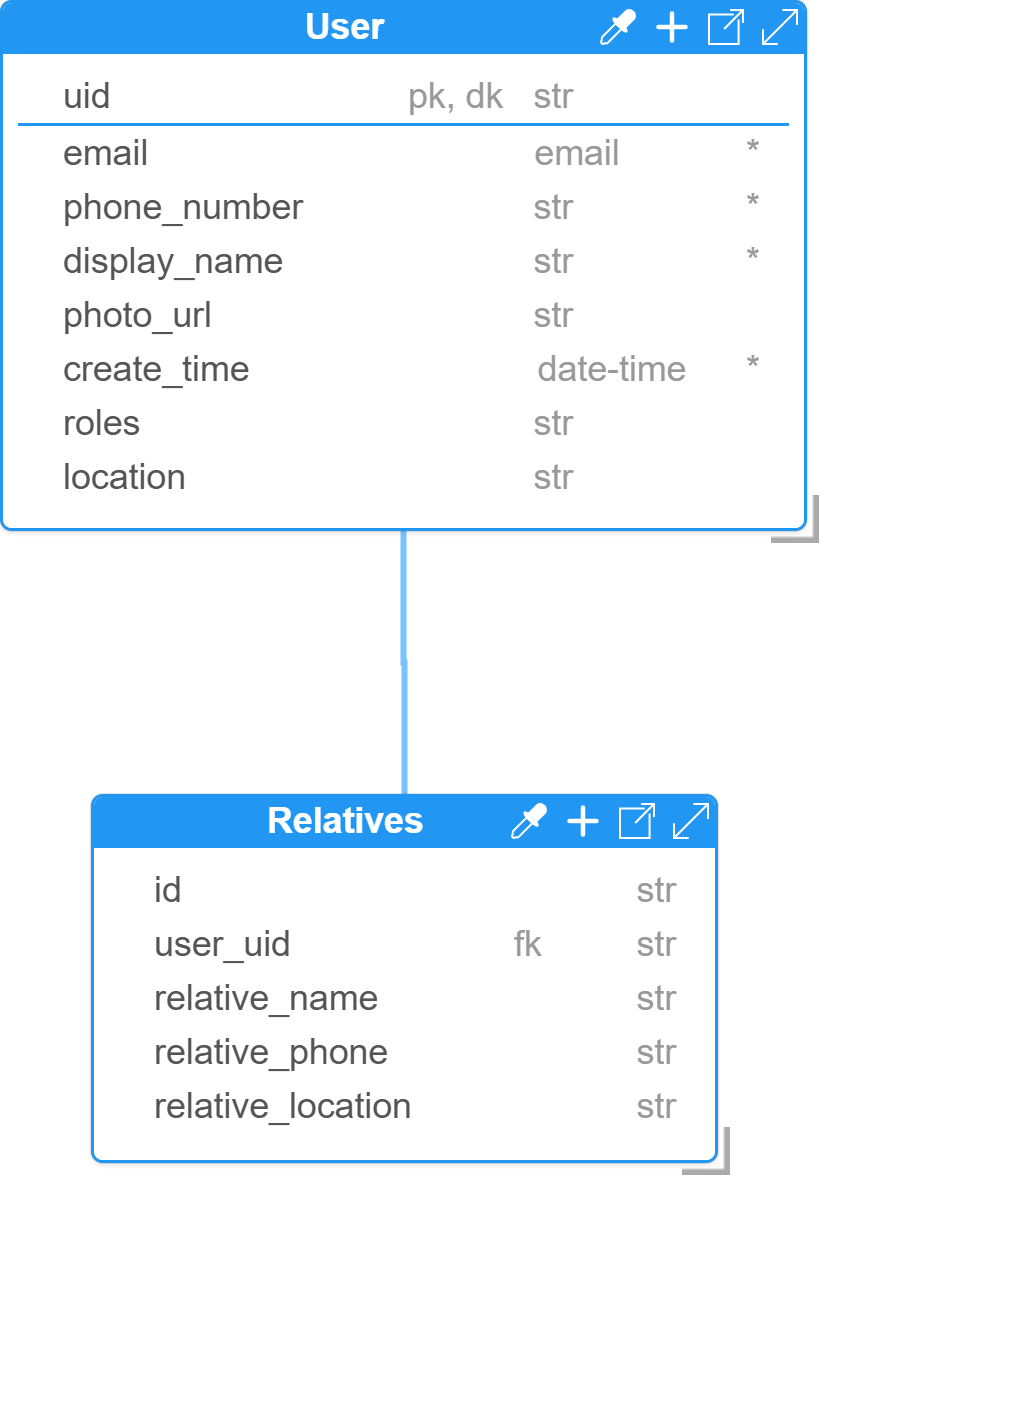 User
uid pk, dk str
email email *
phone_number str *
display_name str *
photo_url str
create_time date-time *
roles str
location str
Relatives
id str
user_uid fk str
relative_name str
relative_phone str
relative_location str